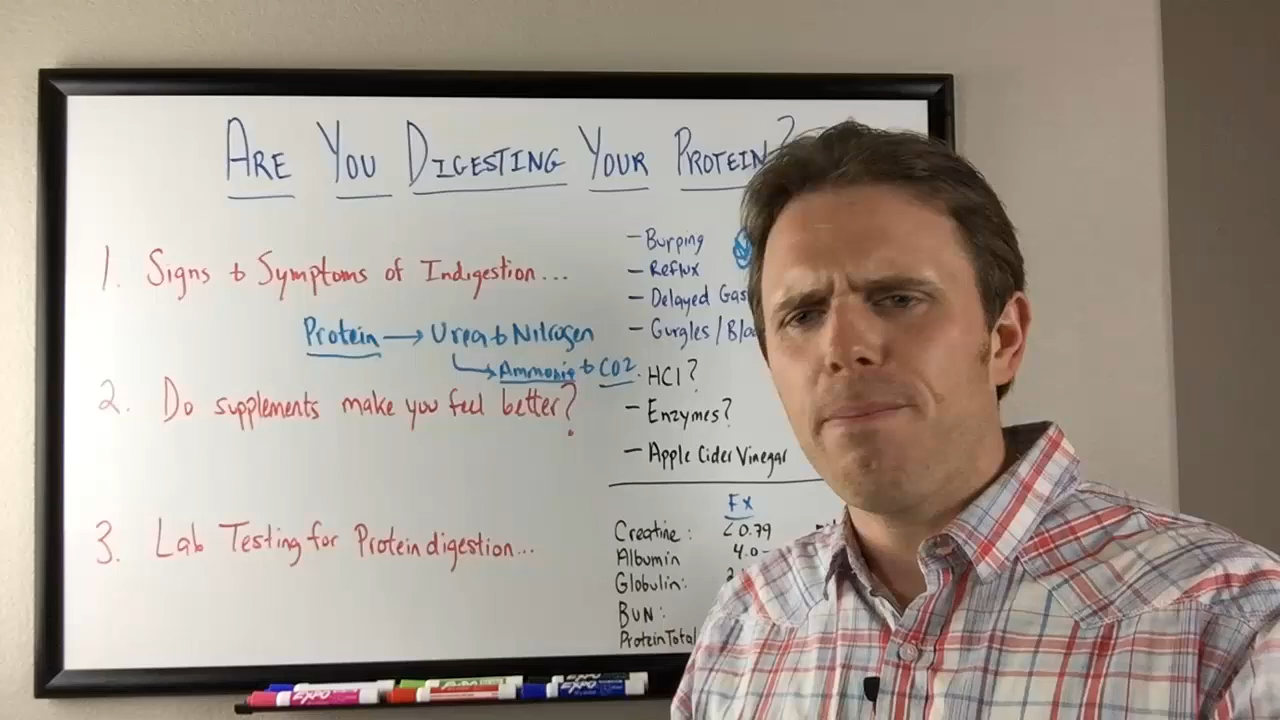 ARE YOU DIGESTING YOUR PROTEIN?
1. Signs & Symptoms of Indigestion...
- Burping
- Reflux
- Delayed Gas
- Gurgles/Bl
Protein → Urea & Nitrogen
→ Ammonia & CO2
2. Do supplements make you feel better?
- HCl?
- Enzymes?
- Apple Cider Vinegar
3. Lab Testing for Protein digestion...
FX
Creatine: <0.79
Albumin 4.0-
Globulin: 2
BUN:
Protein Total
EXPO
EXPO
EXPO